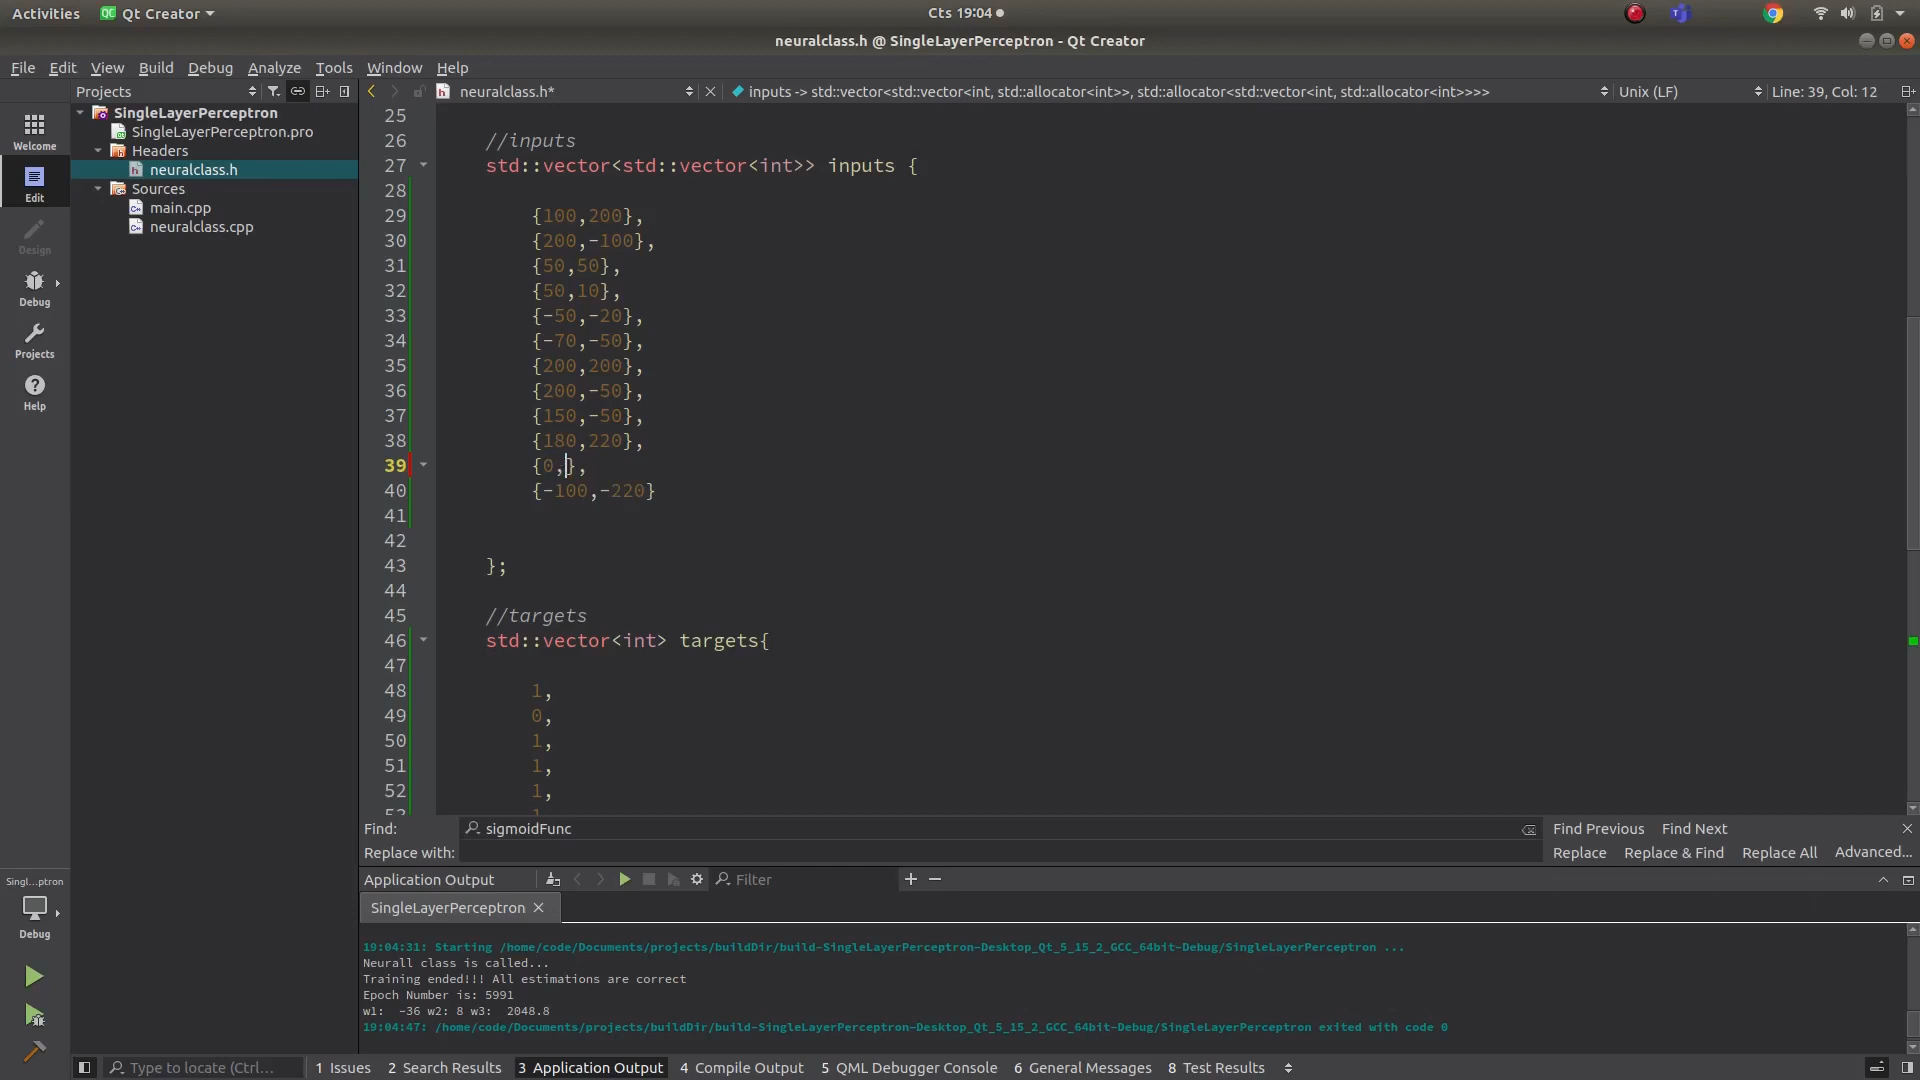 Activities Qt Creator Cts 19:04
neuralclass.h @ SingleLayerPerceptron - Qt Creator
File Edit View Build Debug Analyze Tools Window Help
Projects neuralclass.h* inputs -> std::vector<std::vector<int, std::allocator<int>>, std::allocator<std::vector<int, std::allocator<int>>>> Unix (LF) Line: 39, Col: 12
SingleLayerPerceptron
SingleLayerPerceptron.pro
Headers
neuralclass.h
Sources
main.cpp
neuralclass.cpp
Welcome
Edit
Design
Debug
Projects
Help
25
26 //inputs
27 std::vector<std::vector<int>> inputs {
28
29 {100,200},
30 {200,-100},
31 {50,50},
32 {50,10},
33 {-50,-20},
34 {-70,-50},
35 {200,200},
36 {200,-50},
37 {150,-50},
38 {180,220},
39 {0,},
40 {-100,-220}
41
42
43 };
44
45 //targets
46 std::vector<int> targets{
47
48 1,
49 0,
50 1,
51 1,
52 1,
53 1
Find: sigmoidFunc Find Previous Find Next
Replace with: Replace Replace & Find Replace All Advanced...
Application Output Filter
SingleLayerPerceptron
19:04:31: Starting /home/code/Documents/projects/buildDir/build-SingleLayerPerceptron-Desktop_Qt_5_15_2_GCC_64bit-Debug/SingleLayerPerceptron ...
Neurall class is called...
Training ended!!! All estimations are correct
Epoch Number is: 5991
w1: -36 w2: 8 w3: 2048.8
19:04:47: /home/code/Documents/projects/buildDir/build-SingleLayerPerceptron-Desktop_Qt_5_15_2_GCC_64bit-Debug/SingleLayerPerceptron exited with code 0
Singl...ptron
Debug
Type to locate (Ctrl... 1 Issues 2 Search Results 3 Application Output 4 Compile Output 5 QML Debugger Console 6 General Messages 8 Test Results